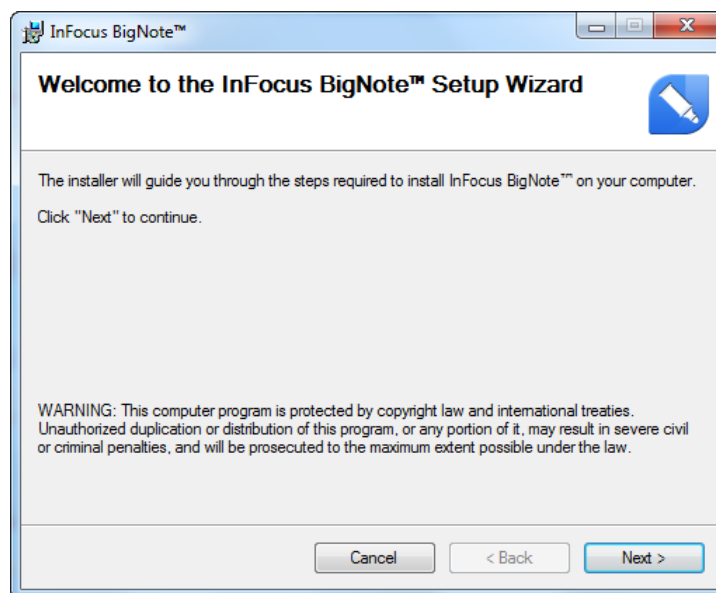 InFocus BigNote™
Welcome to the InFocus BigNote™ Setup Wizard
The installer will guide you through the steps required to install InFocus BigNote™ on your computer.
Click "Next" to continue.
WARNING: This computer program is protected by copyright law and international treaties.
Unauthorized duplication or distribution of this program, or any portion of it, may result in severe civil
or criminal penalties, and will be prosecuted to the maximum extent possible under the law.
Cancel
< Back
Next >